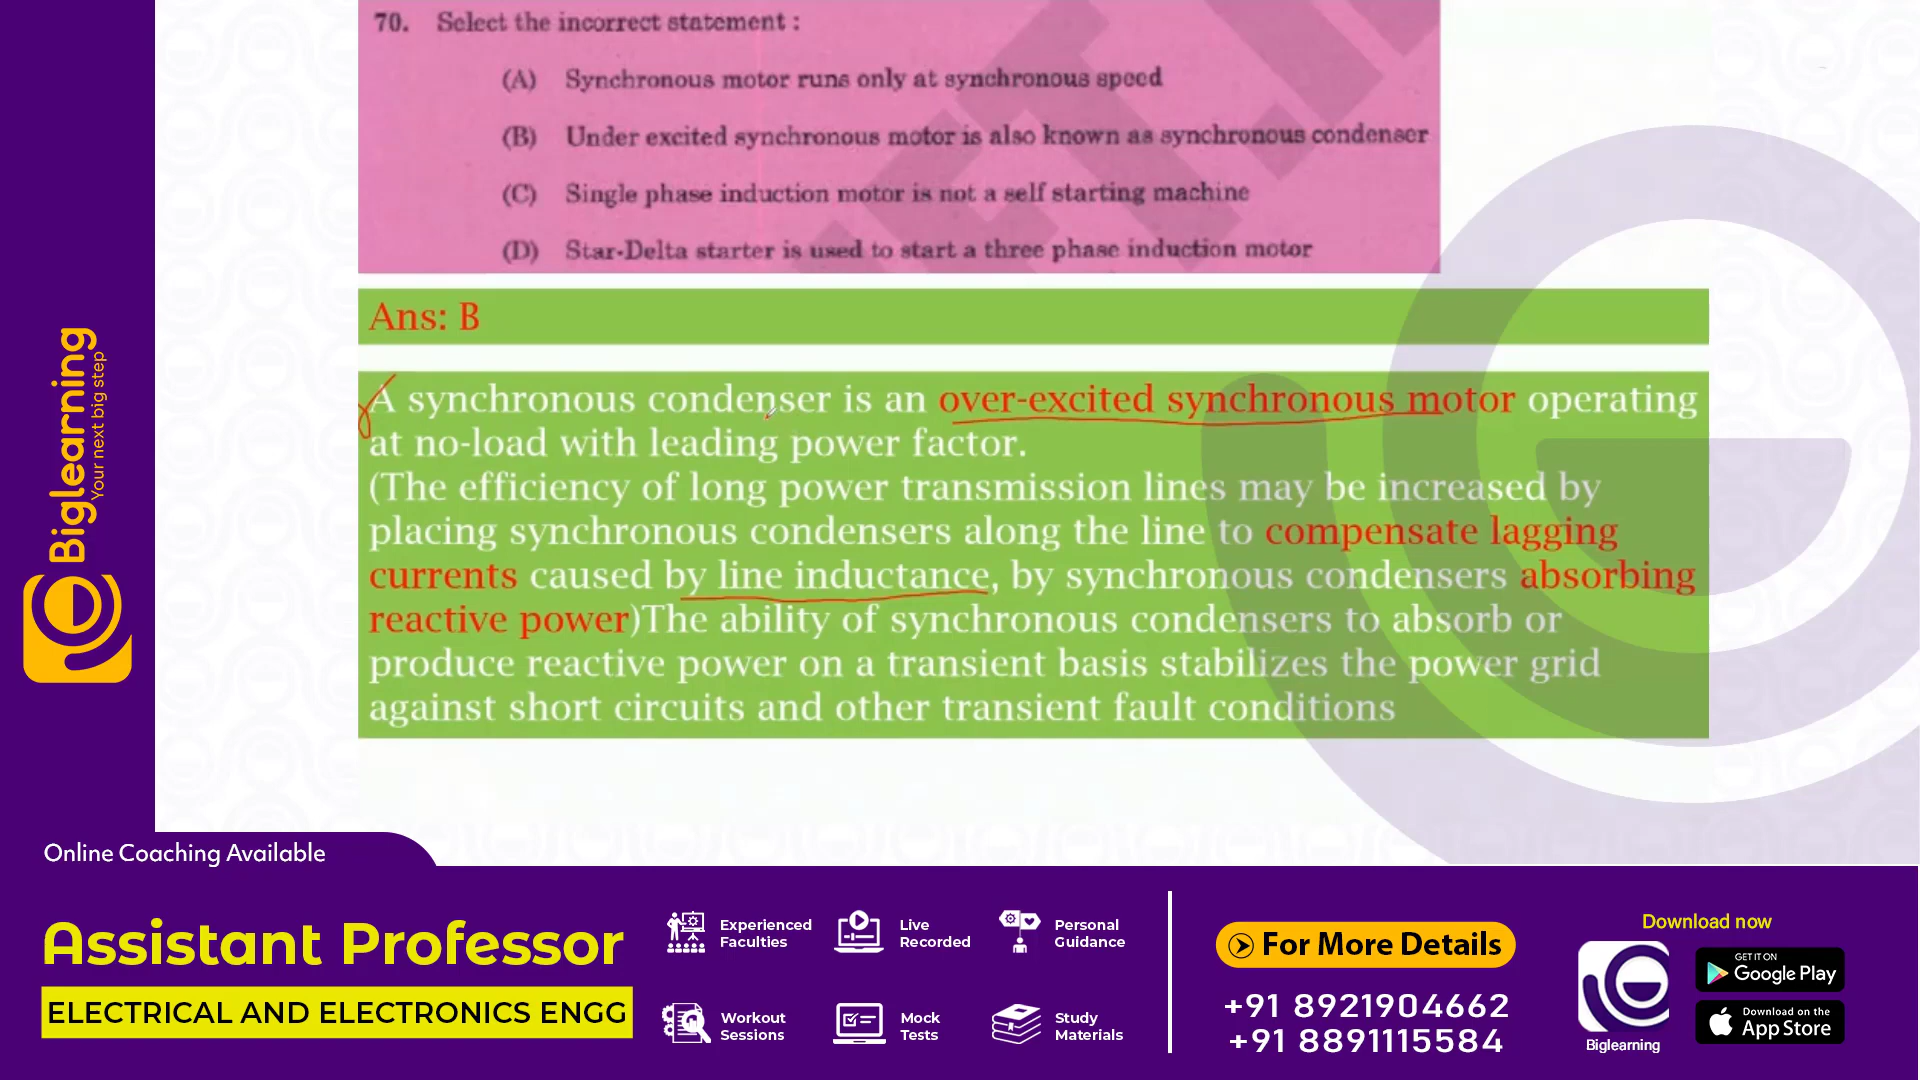 70. Select the incorrect statement :
(A) Synchronous motor runs only at synchronous speed
(B) Under excited synchronous motor is also known as synchronous condenser
(C) Single phase induction motor is not a self starting machine
(D) Star-Delta starter is used to start a three phase induction motor
Ans: B
A synchronous condenser is an over-excited synchronous motor operating
at no-load with leading power factor.
(The efficiency of long power transmission lines may be increased by
placing synchronous condensers along the line to compensate lagging
currents caused by line inductance, by synchronous condensers absorbing
reactive power)The ability of synchronous condensers to absorb or
produce reactive power on a transient basis stabilizes the power grid
against short circuits and other transient fault conditions
Biglearning
Your next big step
Online Coaching Available
Assistant Professor
ELECTRICAL AND ELECTRONICS ENGG
Experienced
Faculties
Live
Recorded
Personal
Guidance
Workout
Sessions
Mock
Tests
Study
Materials
For More Details
+91 8921904662
+91 8891115584
Download now
Biglearning
GET IT ON
Google Play
Download on the
App Store